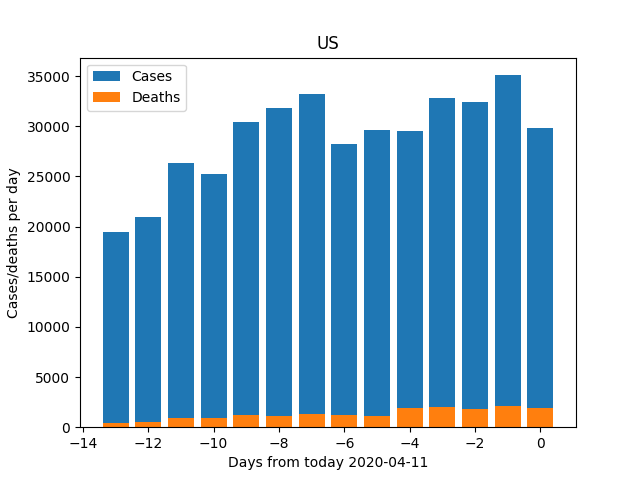 US
Cases
Deaths
Cases/deaths per day
35000
30000
25000
20000
15000
10000
5000
0
−14 −12 −10 −8 −6 −4 −2 0
Days from today 2020-04-11